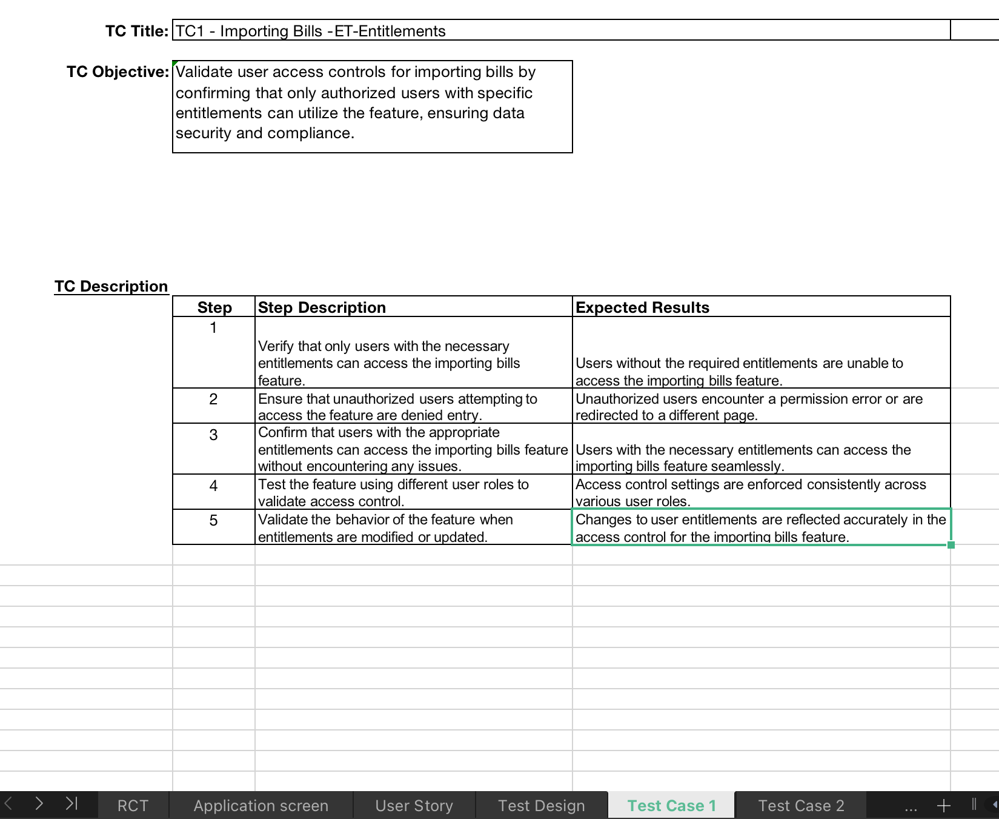 TC Title: TC1 - Importing Bills -ET-Entitlements
TC Objective: Validate user access controls for importing bills by
confirming that only authorized users with specific
entitlements can utilize the feature, ensuring data
security and compliance.
TC Description
Step Step Description Expected Results
1
Verify that only users with the necessary
entitlements can access the importing bills
feature.
Users without the required entitlements are unable to
access the importing bills feature.
2
Ensure that unauthorized users attempting to
access the feature are denied entry.
Unauthorized users encounter a permission error or are
redirected to a different page.
3
Confirm that users with the appropriate
entitlements can access the importing bills feature
without encountering any issues.
Users with the necessary entitlements can access the
importing bills feature seamlessly.
4
Test the feature using different user roles to
validate access control.
Access control settings are enforced consistently across
various user roles.
5
Validate the behavior of the feature when
entitlements are modified or updated.
Changes to user entitlements are reflected accurately in the
access control for the importing bills feature.
RCT Application screen User Story Test Design Test Case 1 Test Case 2 ...